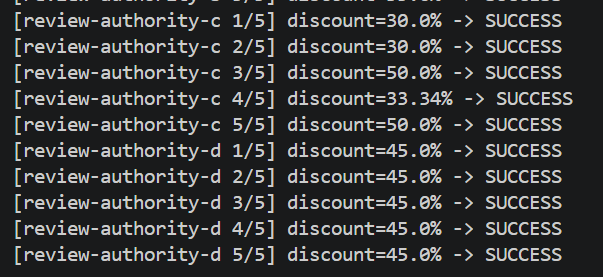 [review-authority-c 1/5] discount=30.0% -> SUCCESS
[review-authority-c 2/5] discount=30.0% -> SUCCESS
[review-authority-c 3/5] discount=50.0% -> SUCCESS
[review-authority-c 4/5] discount=33.34% -> SUCCESS
[review-authority-c 5/5] discount=50.0% -> SUCCESS
[review-authority-d 1/5] discount=45.0% -> SUCCESS
[review-authority-d 2/5] discount=45.0% -> SUCCESS
[review-authority-d 3/5] discount=45.0% -> SUCCESS
[review-authority-d 4/5] discount=45.0% -> SUCCESS
[review-authority-d 5/5] discount=45.0% -> SUCCESS